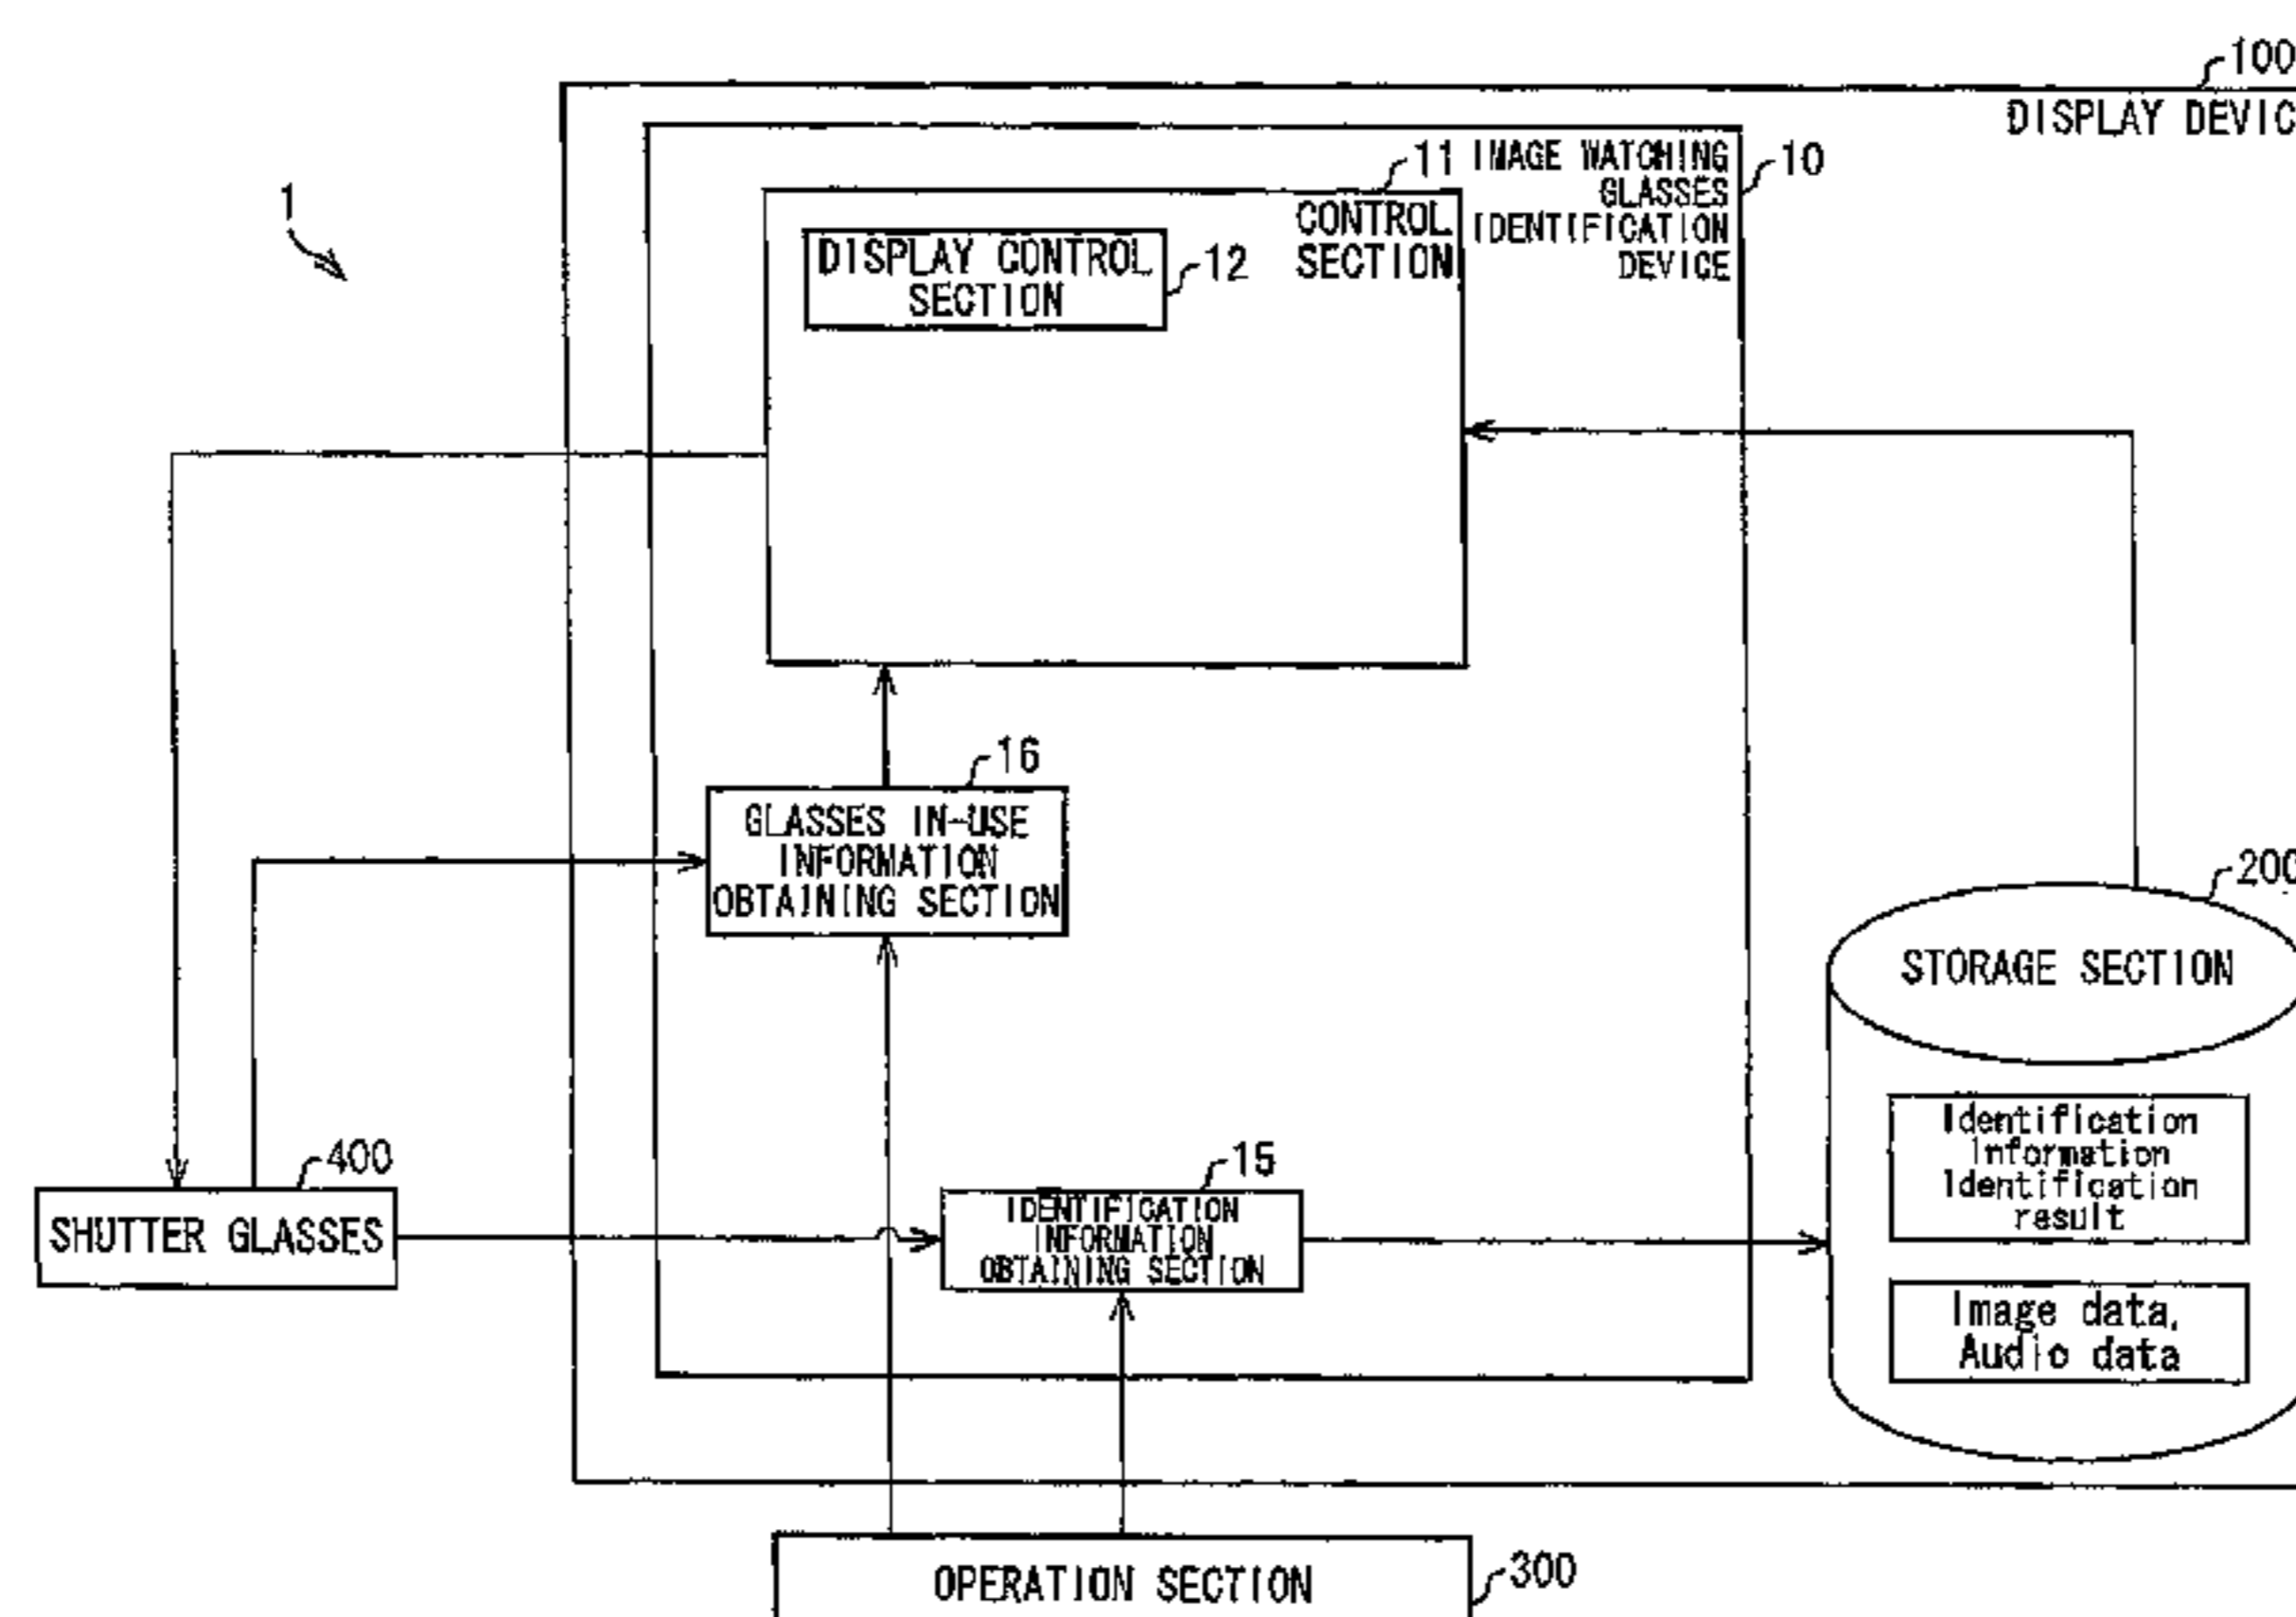 100
DISPLAY DEVIC
1
11
IMAGE WATCHING
GLASSES
IDENTIFICATION
DEVICE
10
CONTROL
SECTION
DISPLAY CONTROL
SECTION
12
16
GLASSES IN-USE
INFORMATION
OBTAINING SECTION
200
STORAGE SECTION
Identification
information
Identification
result
Image data,
Audio data
400
SHUTTER GLASSES
15
IDENTIFICATION
INFORMATION
OBTAINING SECTION
OPERATION SECTION
300